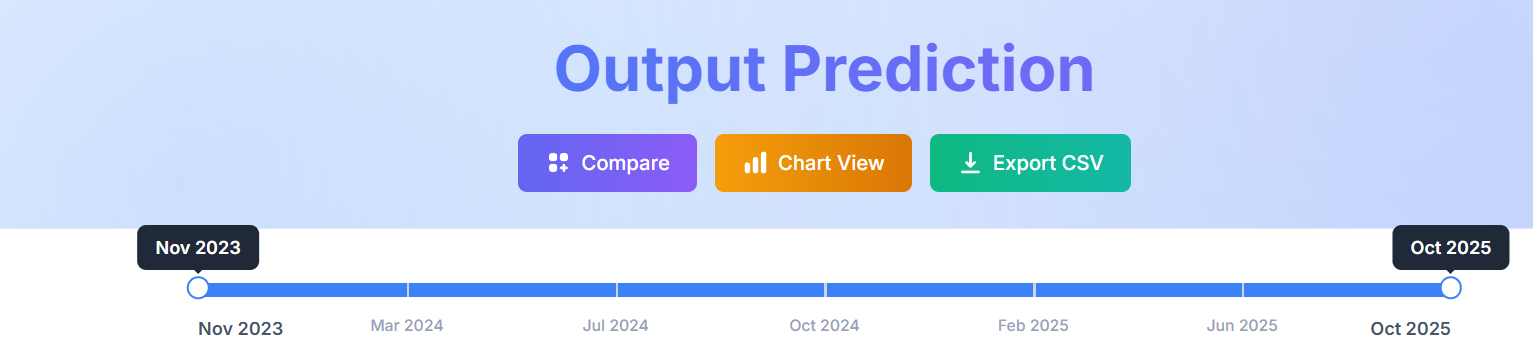 Output Prediction
Compare Chart View Export CSV
Nov 2023 Oct 2025
Nov 2023 Mar 2024 Jul 2024 Oct 2024 Feb 2025 Jun 2025 Oct 2025